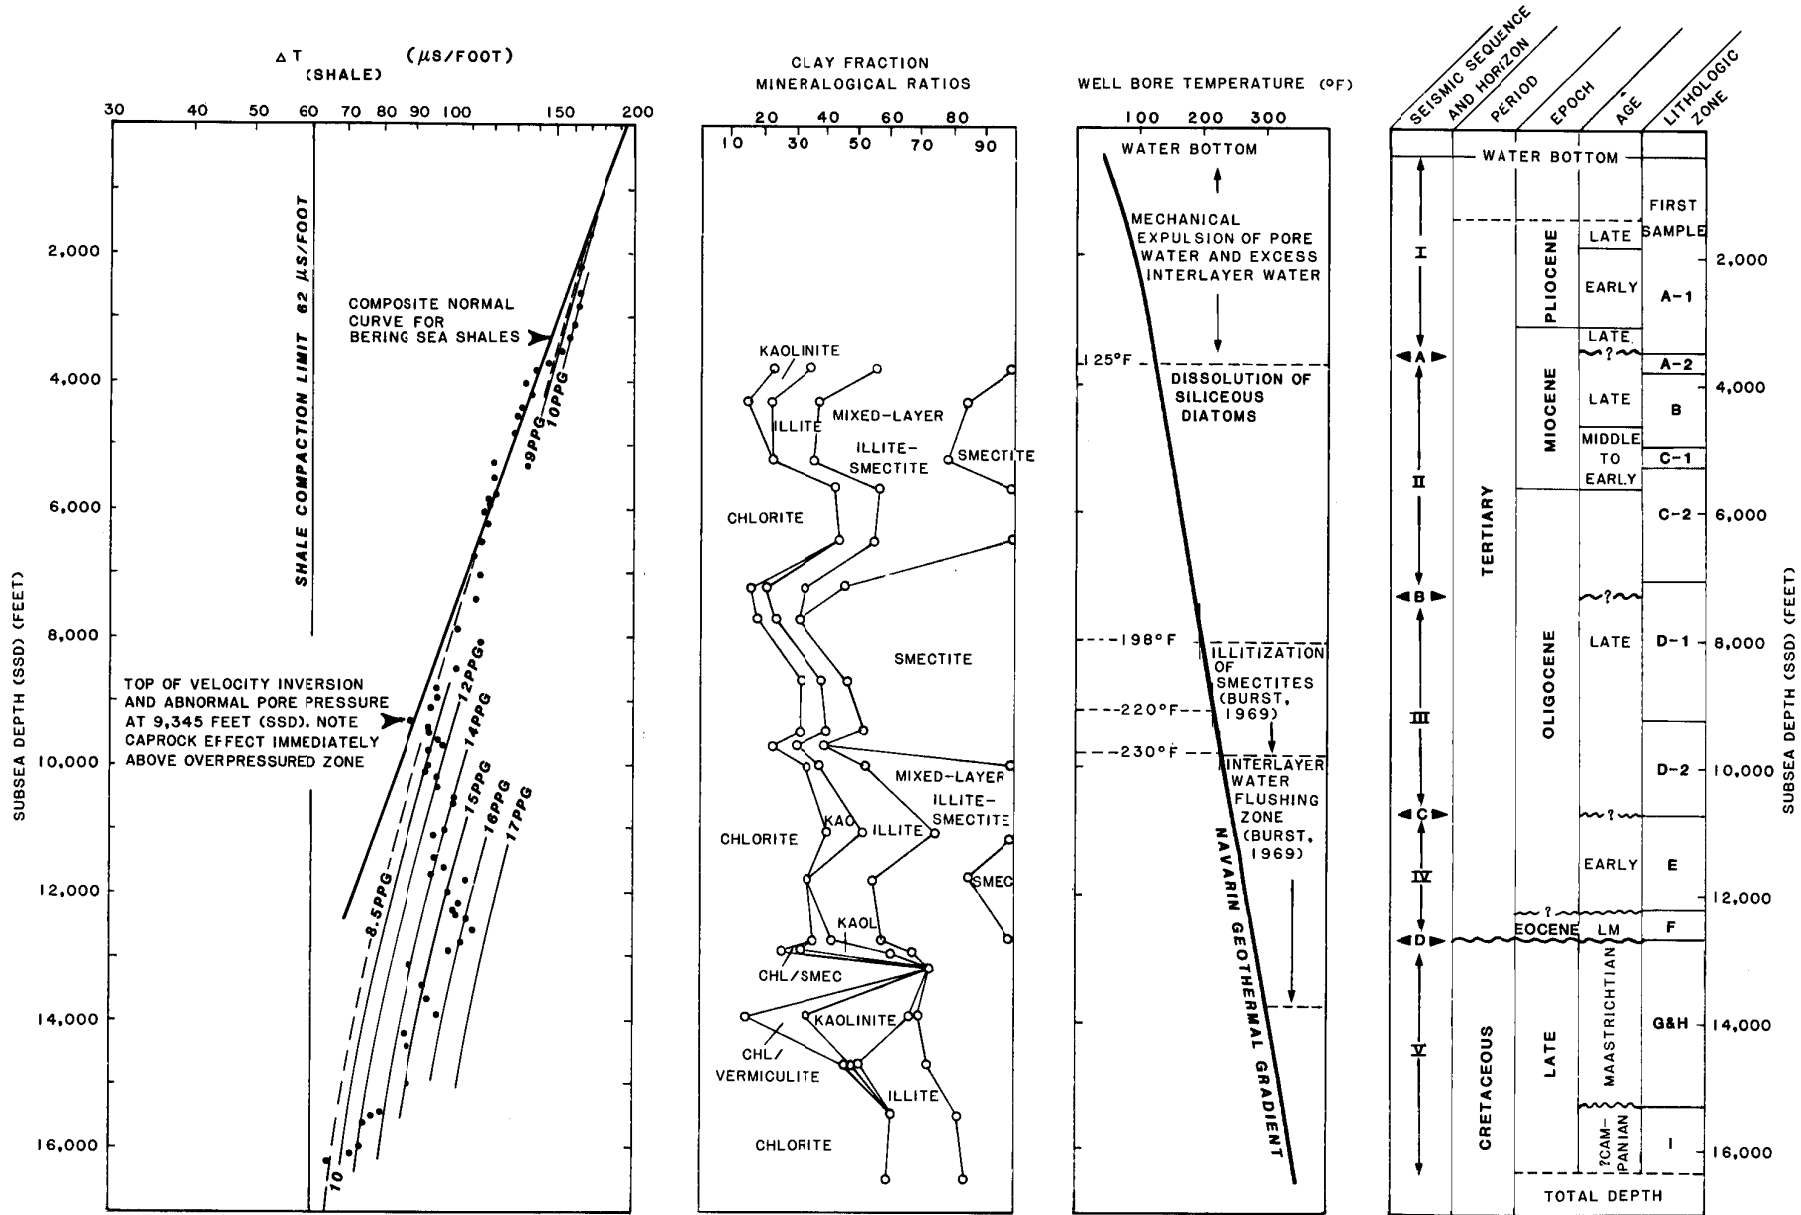 Δ T (SHALE) (μS/FOOT)
30 40 50 60 70 80 90 100 150 200
SUBSEA DEPTH (SSD) (FEET)
2,000
4,000
6,000
8,000
10,000
12,000
14,000
16,000
SHALE COMPACTION LIMIT 62 μS/FOOT
COMPOSITE NORMAL
CURVE FOR
BERING SEA SHALES
9PPG
10PPG
TOP OF VELOCITY INVERSION
AND ABNORMAL PORE PRESSURE
AT 9,345 FEET (SSD). NOTE
CAPROCK EFFECT IMMEDIATELY
ABOVE OVERPRESSURED ZONE
12PPG
14PPG
15PPG
16PPG
17PPG
8.5PPG
10
CLAY FRACTION
MINERALOGICAL RATIOS
20 40 60 80
10 30 50 70 90
KAOLINITE
ILLITE
MIXED-LAYER
ILLITE-
SMECTITE
SMECTITE
CHLORITE
SMECTITE
MIXED-LAYER
ILLITE-
SMECTITE
CHLORITE
KAO
ILLITE
SMEC
KAOL
CHL/SMEC
KAOLINITE
CHL/
VERMICULITE
ILLITE
CHLORITE
WELL BORE TEMPERATURE (°F)
100 200 300
WATER BOTTOM
MECHANICAL
EXPULSION OF PORE
WATER AND EXCESS
INTERLAYER WATER
125°F
DISSOLUTION OF
SILICEOUS
DIATOMS
198°F
ILLITIZATION
OF
SMECTITES
(BURST,
1969)
220°F
230°F
INTERLAYER
WATER
FLUSHING
ZONE
(BURST,
1969)
NAVARIN GEOTHERMAL GRADIENT
SEISMIC SEQUENCE
AND HORIZON
PERIOD
EPOCH
AGE
LITHOLOGIC
ZONE
WATER BOTTOM
I
A
II
B
III
C
IV
D
V
TERTIARY
CRETACEOUS
PLIOCENE
MIOCENE
OLIGOCENE
?
EOCENE
LATE
LATE
EARLY
LATE
?
LATE
MIDDLE
TO
EARLY
?
LATE
?
EARLY
LM
MAASTRICHTIAN
?CAM-
PANIAN
FIRST
SAMPLE
A-1
A-2
B
C-1
C-2
D-1
D-2
E
F
G&H
I
TOTAL DEPTH
2,000
4,000
6,000
8,000
10,000
12,000
14,000
16,000
SUBSEA DEPTH (SSD) (FEET)